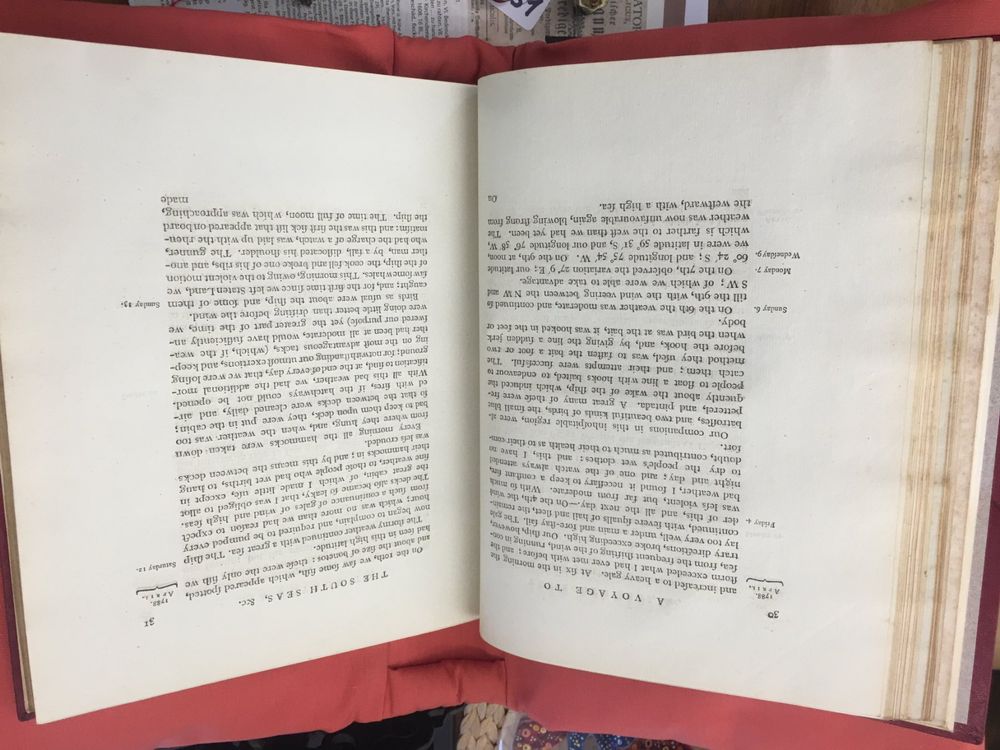 30
A VOYAGE TO
1788.
APRIL.
and increaſed to a heavy gale. At ſix in the morning the
ſtorm exceeded what I had ever met with before; and the
ſea, from the frequent ſhifting of the wind, running in con-
trary directions, broke exceeding high. Our ſhip, however,
lay too very well, under a main and fore-ſtay ſail. The gale
continued, with ſevere ſqualls of hail and ſleet, the remain-
Friday 4.
der of this, and all the next day.—On the 4th, the wind
was leſs violent, but far from moderate. With ſo much
bad weather, I found it neceſſary to keep a conſtant fire,
night and day; and one of the watch always attended
to dry the peoples wet clothes: and this, I have no
doubt, contributed as much to their health as to their com-
fort.
Our companions in this inhoſpitable region, were al-
batroſſes, and two beautiful kinds of birds, the ſmall blue
petterel, and pintada. A great many of theſe were fre-
quently about the wake of the ſhip, which induced the
people to float a line with hooks baited, to endeavour to
catch them; and their attempts were ſucceſsful. The
method they uſed, was to faſten the bait a foot or two
before the hooks, and, by giving the line a ſudden jerk
when the bird was at the bait, it was hooked in the feet or
body.
Sunday 6.
On the 6th the weather was moderate, and continued ſo
till the 9th, with the wind veering between the N W and
S W; of which we were able to take advantage.
Monday 7.
On the 7th, obſerved the variation 27° 9′ E; our latitude
Wedneſday 9.
60° 24′ S; and longitude 75° 54′ W. On the 9th, at noon,
we were in latitude 59° 31′ S, and our longitude 76° 58′ W,
which is farther to the weſt than we had yet been. The
weather was now unfavourable again, blowing ſtrong from
the weſtward, with a high ſea.
On
31
THE SOUTH SEAS, &c.
1788.
APRIL.
On the 10th, we ſaw ſome fiſh, which appeared ſpotted,
and about the ſize of bonetos: theſe were the only fiſh we
had ſeen in this high latitude.
Saturday 12.
The ſtormy weather continued with a great ſea. The ſhip
now began to complain, and required to be pumped every
hour; which was no more than we had reaſon to expect
from ſuch a continuance of gales of wind and high ſeas.
The decks alſo became ſo leaky, that I was obliged to allot
the great cabin, of which I made little uſe, except in
fine weather, to thoſe people who had wet births, to hang
their hammocks in; and by this means the between decks
was leſs crouded.
Every morning all the hammocks were taken down
from where they hung, and, when the weather was too
bad to keep them upon deck, they were put in the cabin;
ſo that the between decks were cleaned daily, and air-
ed with fires, if the hatchways could not be opened.
With all this bad weather, we had the additional mor-
tification to find, at the end of every day, that we were loſing
ground: for notwithſtanding our utmoſt exertions, and keep-
ing on the moſt advantageous tacks, (which, if the wea-
ther had been at all moderate, would have ſufficiently an-
ſwered our purpoſe) yet the greater part of the time, we
were doing little better than drifting before the wind.
Sunday 13.
Birds as uſual were about the ſhip, and ſome of them
caught; and, for the firſt time ſince we left Staten Land, we
ſaw ſome whales. This morning, owing to the violent motion
of the ſhip, the cook fell and broke one of his ribs, and ano-
ther man, by a fall, diſlocated his ſhoulder. The gunner,
who had the charge of a watch, was laid up with the rheu-
matiſm: and this was the firſt ſick liſt that appeared on board
the ſhip. The time of full moon, which was approaching,
made